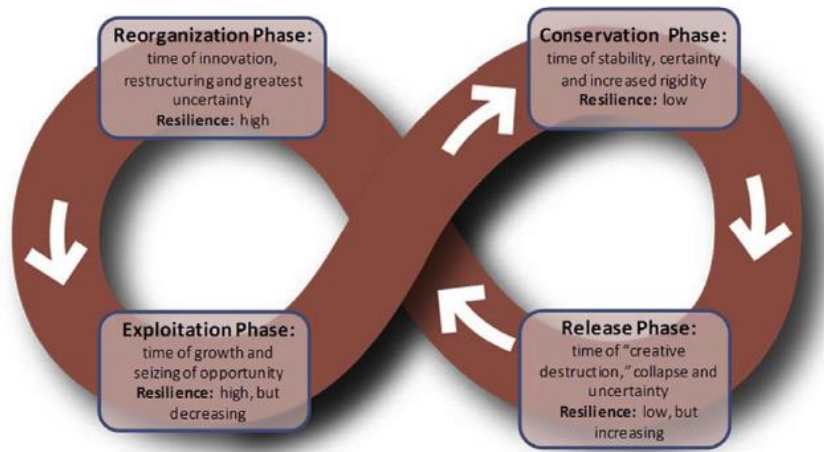 Reorganization Phase:
time of innovation,
restructuring and greatest
uncertainty
Resilience: high
Conservation Phase:
time of stability, certainty
and increased rigidity
Resilience: low
Exploitation Phase:
time of growth and
seizing of opportunity
Resilience: high, but
decreasing
Release Phase:
time of “creative
destruction,” collapse and
uncertainty
Resilience: low, but
increasing